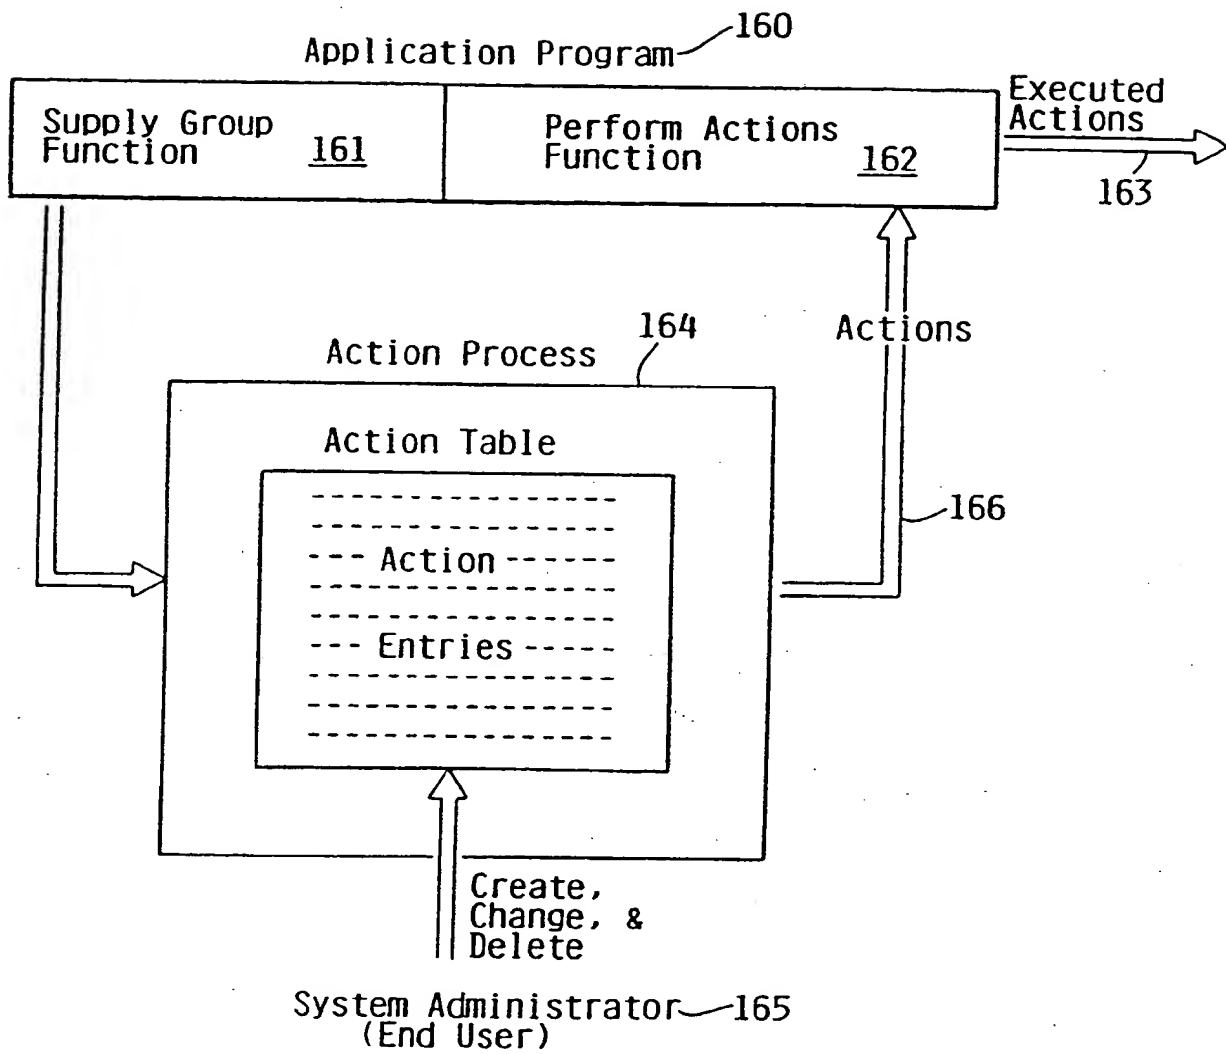 Application Program 160
Supply Group
Function 161
Perform Actions
Function 162
Executed
Actions
163
Actions
164
Action Process
Action Table
Action
Entries
166
Create,
Change, &
Delete
System Administrator 165
(End User)